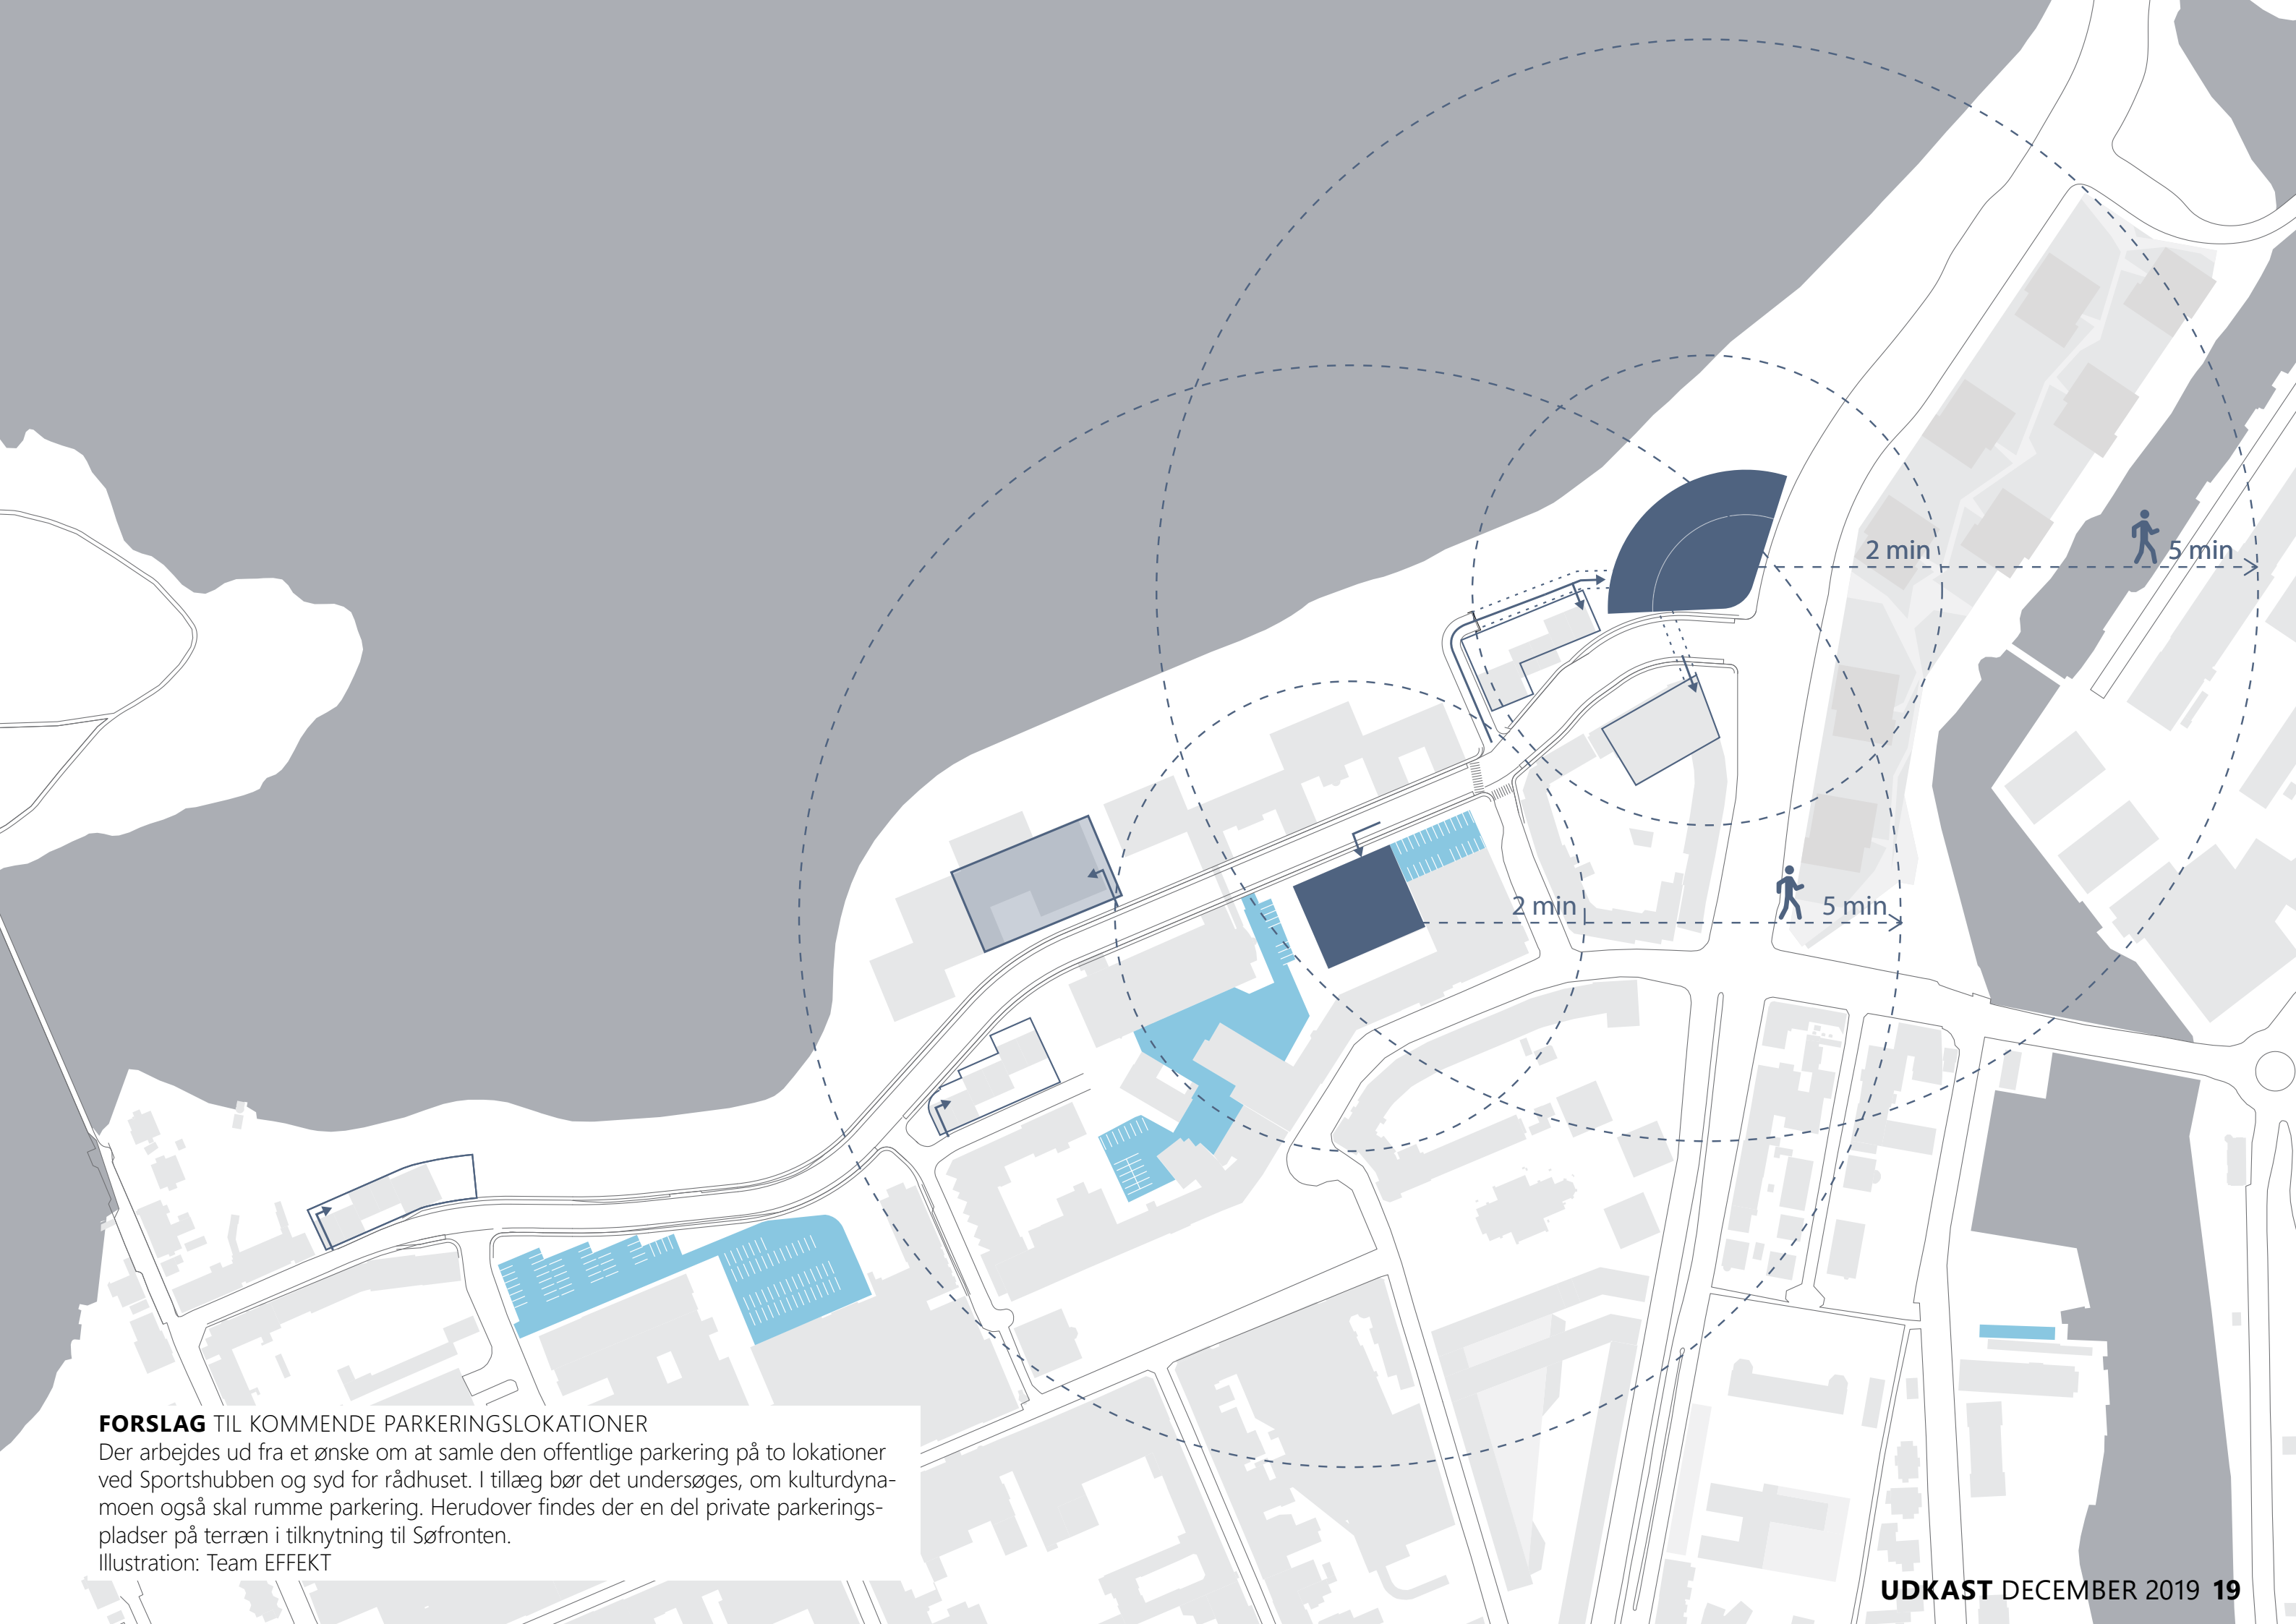 2 min
5 min
2 min
5 min
FORSLAG TIL KOMMENDE PARKERINGSLOKATIONER
Der arbejdes ud fra et ønske om at samle den offentlige parkering på to lokationer
ved Sportshubben og syd for rådhuset. I tillæg bør det undersøges, om kulturdyna-
moen også skal rumme parkering. Herudover findes der en del private parkerings-
pladser på terræn i tilknytning til Søfronten.
Illustration: Team EFFEKT
UDKAST DECEMBER 2019 19